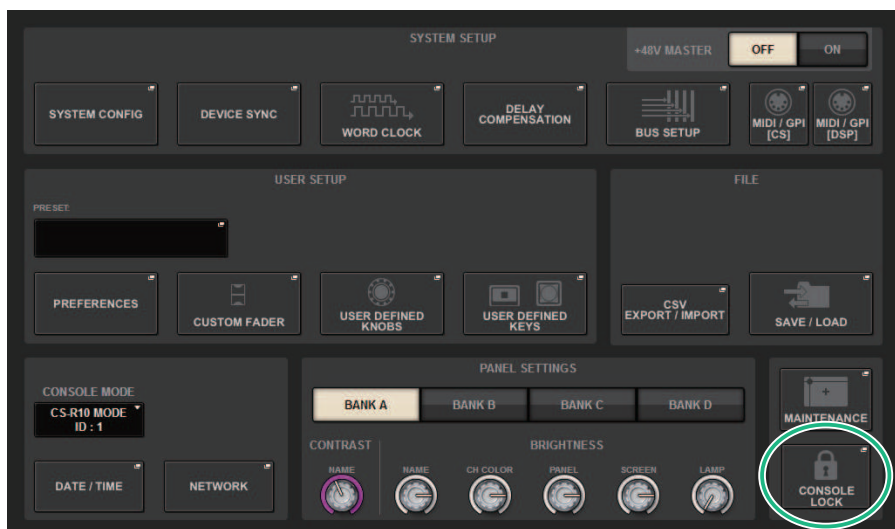 SYSTEM SETUP
+48V MASTER
OFF
ON
SYSTEM CONFIG
DEVICE SYNC
WORD CLOCK
DELAY
COMPENSATION
BUS SETUP
MIDI / GPI
[CS]
MIDI / GPI
[DSP]
USER SETUP
PRESET:
PREFERENCES
CUSTOM FADER
USER DEFINED
KNOBS
USER DEFINED
KEYS
FILE
CSV
EXPORT / IMPORT
SAVE / LOAD
CONSOLE MODE
CS-R10 MODE
ID : 1
DATE / TIME
NETWORK
PANEL SETTINGS
BANK A
BANK B
BANK C
BANK D
CONTRAST
BRIGHTNESS
NAME
NAME
CH COLOR
PANEL
SCREEN
LAMP
MAINTENANCE
CONSOLE
LOCK